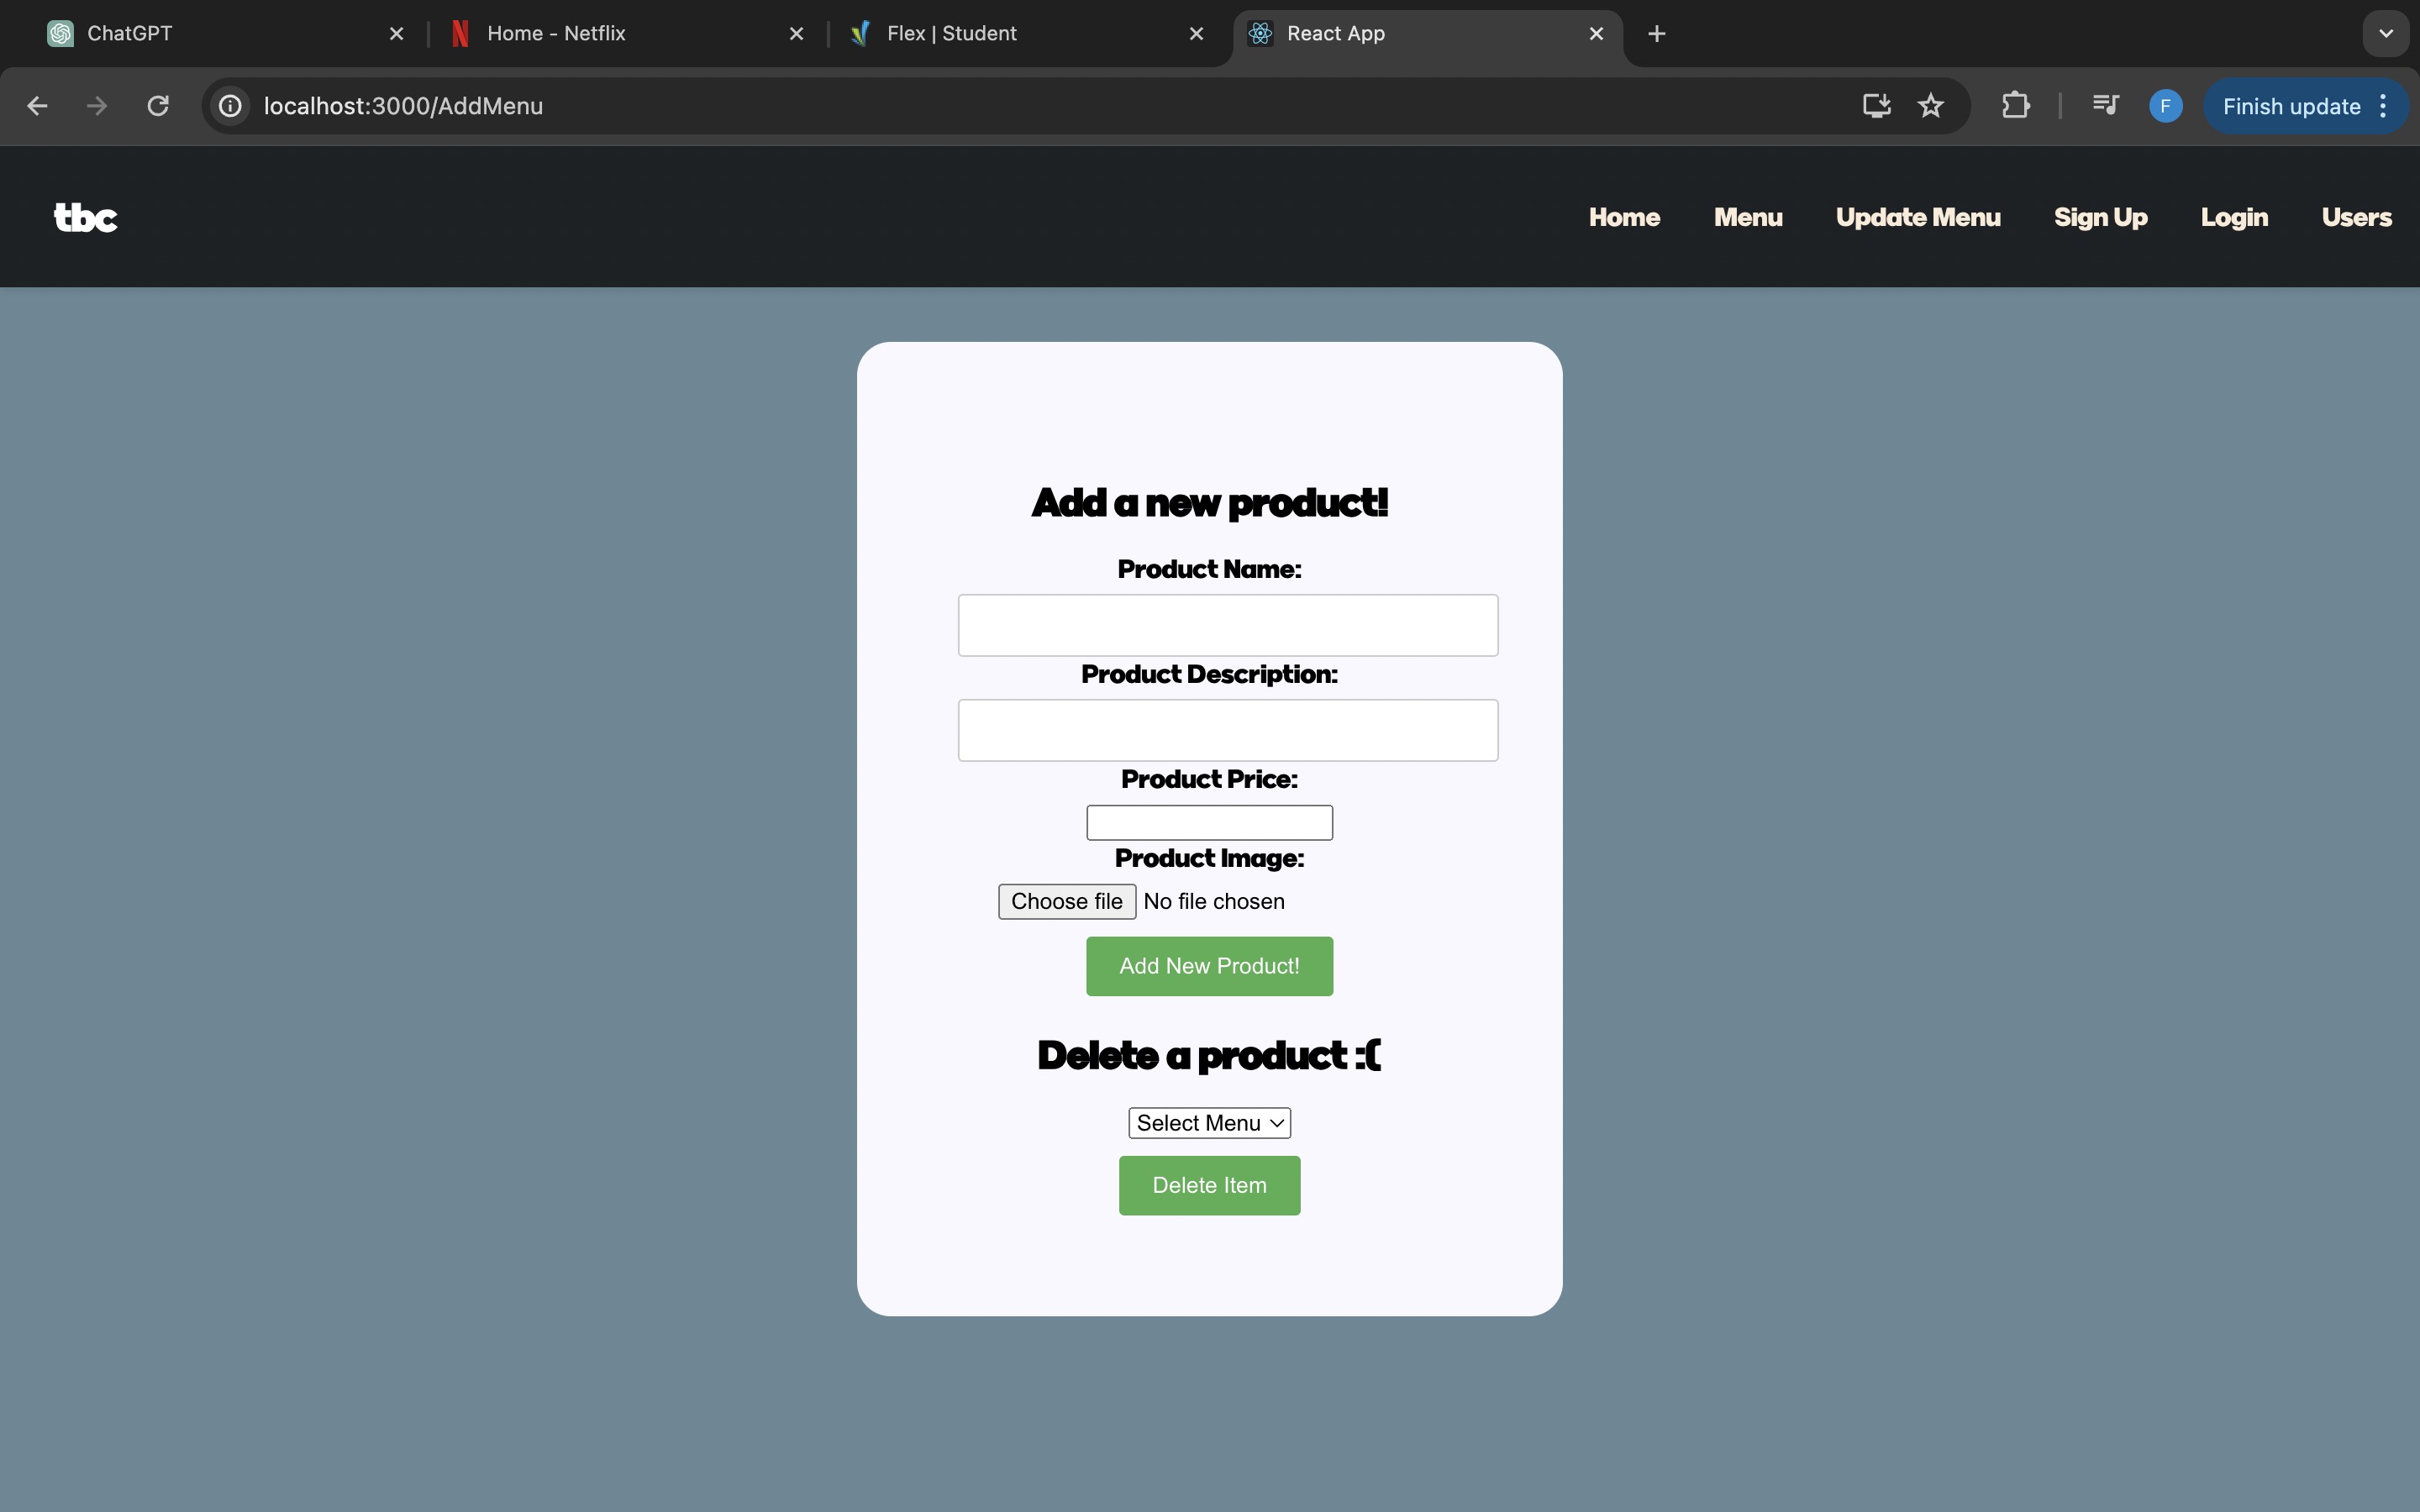 ChatGPT
Home - Netflix
Flex | Student
React App
localhost:3000/AddMenu
F
Finish update
tbc
Home
Menu
Update Menu
Sign Up
Login
Users
Add a new product!
Product Name:
Product Description:
Product Price:
Product Image:
Choose file No file chosen
Add New Product!
Delete a product :(
Select Menu
Delete Item